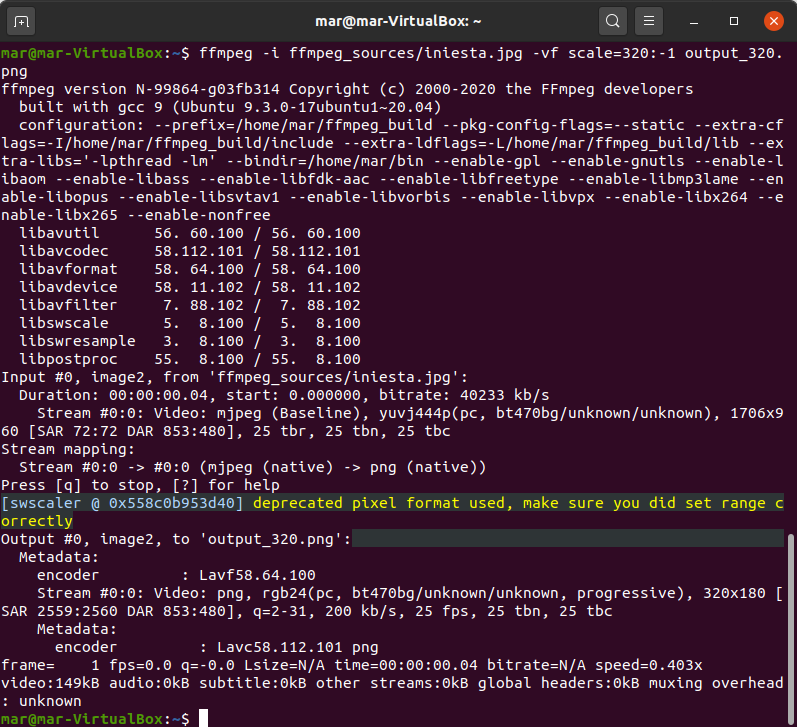 mar@mar-VirtualBox: ~
mar@mar-VirtualBox:~$ ffmpeg -i ffmpeg_sources/iniesta.jpg -vf scale=320:-1 output_320.
png
ffmpeg version N-99864-g03fb314 Copyright (c) 2000-2020 the FFmpeg developers
  built with gcc 9 (Ubuntu 9.3.0-17ubuntu1~20.04)
  configuration: --prefix=/home/mar/ffmpeg_build --pkg-config-flags=--static --extra-cf
lags=-I/home/mar/ffmpeg_build/include --extra-ldflags=-L/home/mar/ffmpeg_build/lib --ex
tra-libs='-lpthread -lm' --bindir=/home/mar/bin --enable-gpl --enable-gnutls --enable-l
ibaom --enable-libass --enable-libfdk-aac --enable-libfreetype --enable-libmp3lame --en
able-libopus --enable-libsvtav1 --enable-libvorbis --enable-libvpx --enable-libx264 --e
nable-libx265 --enable-nonfree
  libavutil      56. 60.100 / 56. 60.100
  libavcodec     58.112.101 / 58.112.101
  libavformat    58. 64.100 / 58. 64.100
  libavdevice    58. 11.102 / 58. 11.102
  libavfilter     7. 88.102 /  7. 88.102
  libswscale      5.  8.100 /  5.  8.100
  libswresample   3.  8.100 /  3.  8.100
  libpostproc    55.  8.100 / 55.  8.100
Input #0, image2, from 'ffmpeg_sources/iniesta.jpg':
  Duration: 00:00:00.04, start: 0.000000, bitrate: 40233 kb/s
    Stream #0:0: Video: mjpeg (Baseline), yuvj444p(pc, bt470bg/unknown/unknown), 1706x9
60 [SAR 72:72 DAR 853:480], 25 tbr, 25 tbn, 25 tbc
Stream mapping:
  Stream #0:0 -> #0:0 (mjpeg (native) -> png (native))
Press [q] to stop, [?] for help
[swscaler @ 0x558c0b953d40] deprecated pixel format used, make sure you did set range c
orrectly
Output #0, image2, to 'output_320.png':
  Metadata:
    encoder         : Lavf58.64.100
    Stream #0:0: Video: png, rgb24(pc, bt470bg/unknown/unknown, progressive), 320x180 [
SAR 2559:2560 DAR 853:480], q=2-31, 200 kb/s, 25 fps, 25 tbn, 25 tbc
    Metadata:
      encoder         : Lavc58.112.101 png
frame=    1 fps=0.0 q=-0.0 Lsize=N/A time=00:00:00.04 bitrate=N/A speed=0.403x
video:149kB audio:0kB subtitle:0kB other streams:0kB global headers:0kB muxing overhead
: unknown
mar@mar-VirtualBox:~$